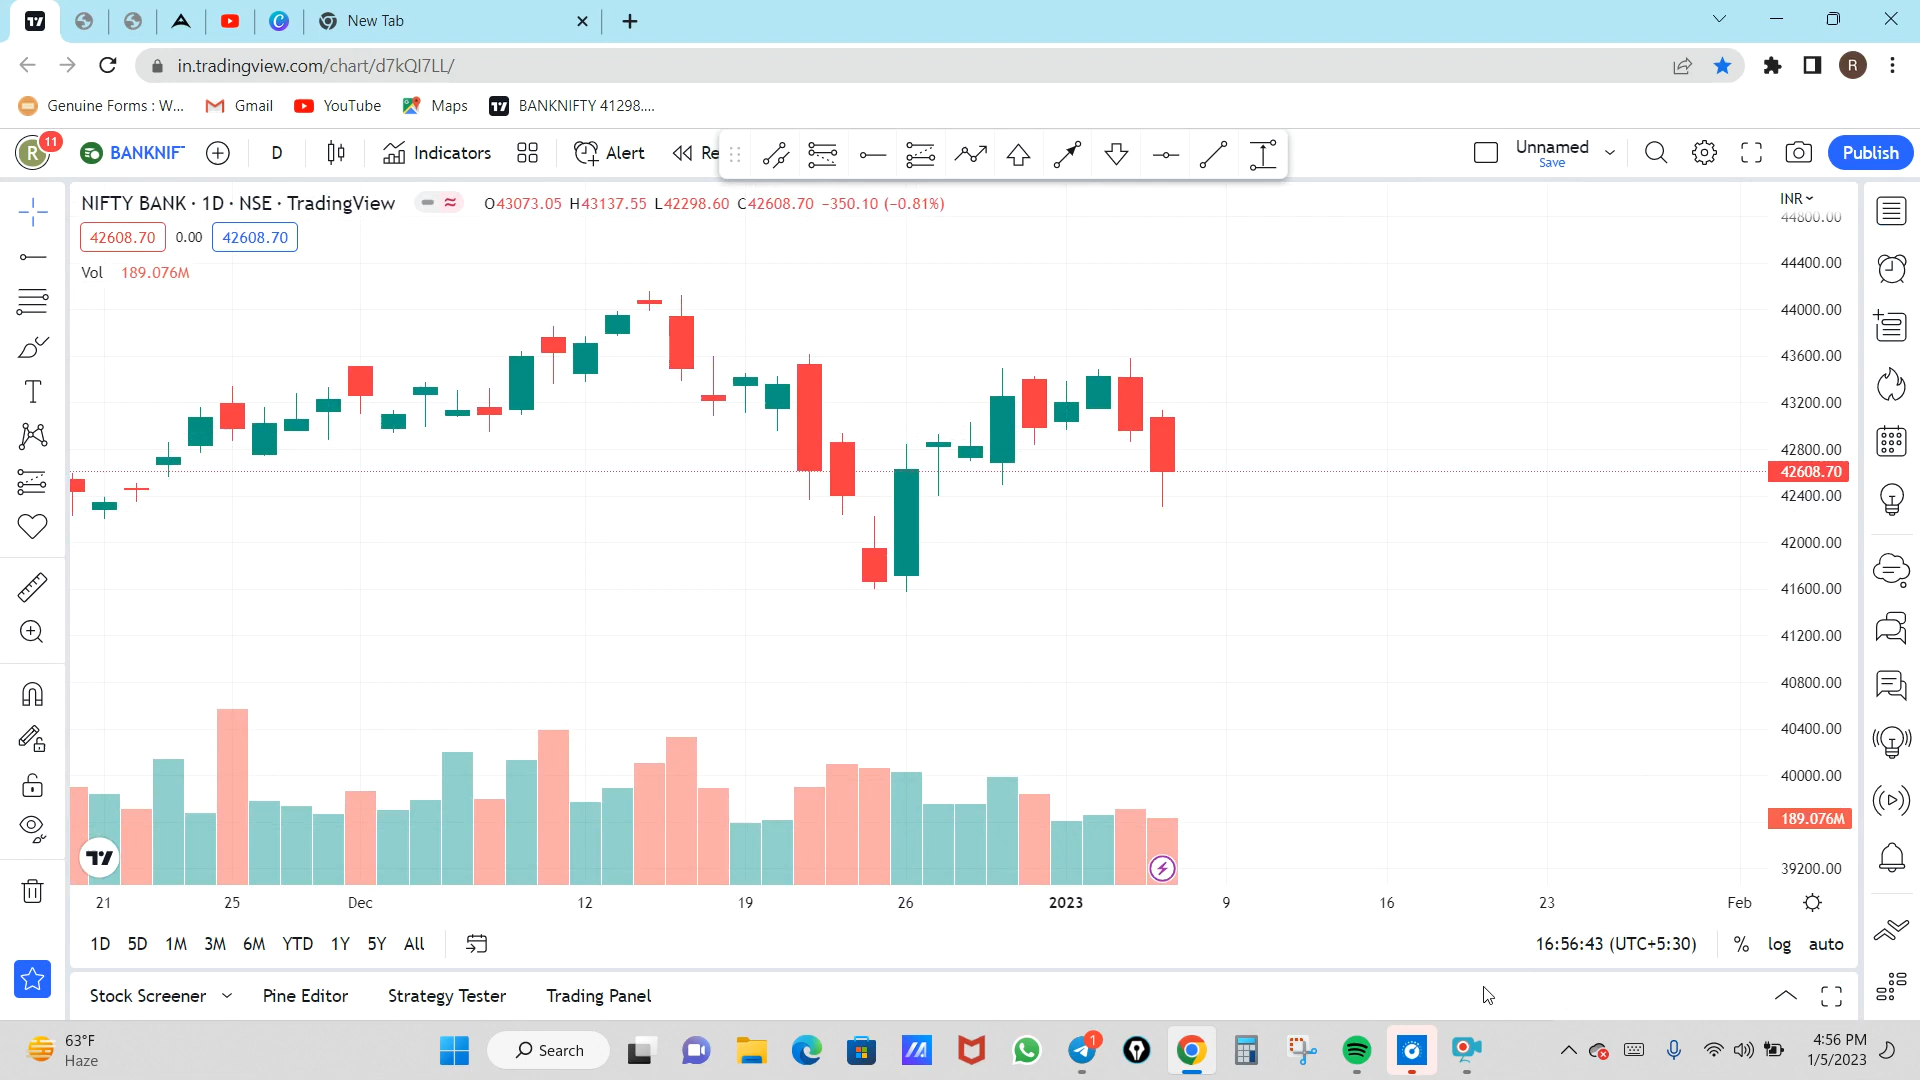 New Tab
in.tradingview.com/chart/d7kQI7LL/
R
Genuine Forms : W...
Gmail
YouTube
Maps
BANKNIFTY 41298....
R
11
BANKNIF
D
Indicators
Alert
Re
Unnamed
Save
Publish
NIFTY BANK · 1D · NSE · TradingView
O43073.05 H43137.55 L42298.60 C42608.70 −350.10 (−0.81%)
INR
44800.00
42608.70
0.00
42608.70
Vol 189.076M
44400.00
44000.00
43600.00
43200.00
42800.00
42608.70
42400.00
42000.00
41600.00
41200.00
40800.00
40400.00
40000.00
189.076M
39200.00
21
25
Dec
12
19
26
2023
9
16
23
Feb
1D
5D
1M
3M
6M
YTD
1Y
5Y
All
16:56:43 (UTC+5:30)
%
log
auto
Stock Screener
Pine Editor
Strategy Tester
Trading Panel
63°F
Haze
Search
1
4:56 PM
1/5/2023